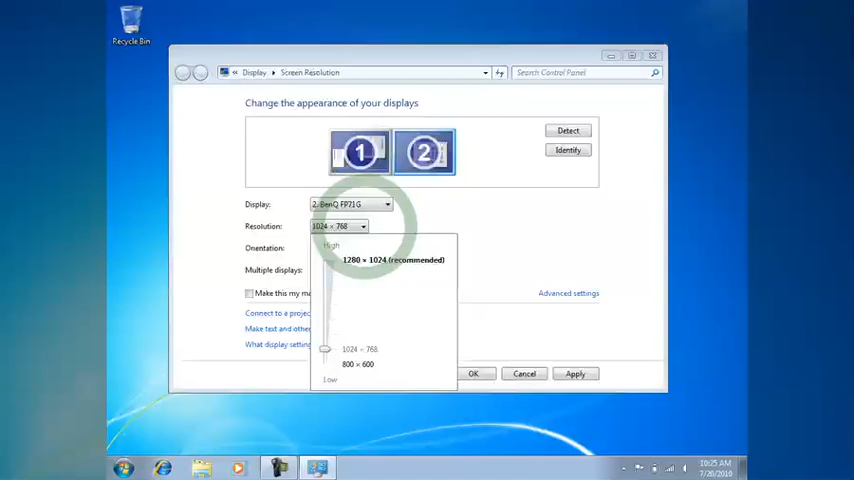 Recycle Bin
Display
Screen Resolution
Search Control Panel
Change the appearance of your displays
1
2
Detect
Identify
Display:
2. BenQ FP71G
Resolution:
1024 × 768
High
Orientation:
1280 × 1024 (recommended)
Multiple displays:
Make this my ma
Advanced settings
Connect to a projec
Make text and othe
What display setting
1024 × 768
800 × 600
Low
OK
Cancel
Apply
10:25 AM
7/20/2010